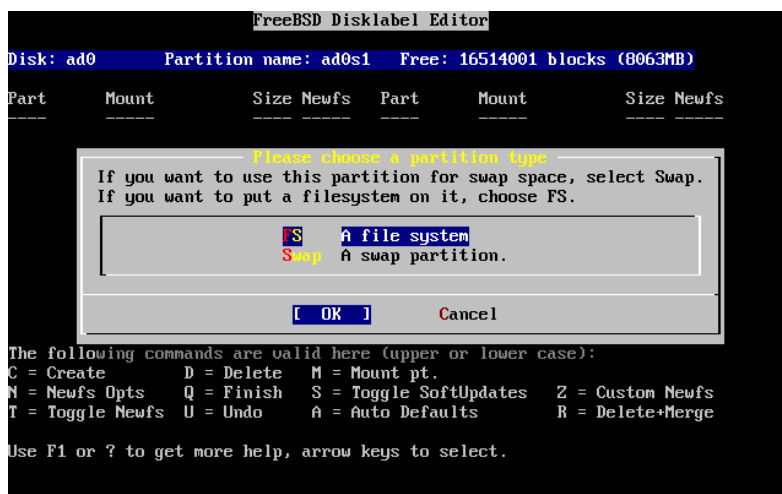 FreeBSD Disklabel Editor
Disk: ad0 Partition name: ad0s1 Free: 16514001 blocks (8063MB)
Part Mount Size Newfs Part Mount Size Newfs
---- ----- ---- ----- ---- ----- ---- -----
Please choose a partition type
If you want to use this partition for swap space, select Swap.
If you want to put a filesystem on it, choose FS.
FS A file system
Swap A swap partition.
[ OK ] Cancel
The following commands are valid here (upper or lower case):
C = Create D = Delete M = Mount pt.
N = Newfs Opts Q = Finish S = Toggle SoftUpdates Z = Custom Newfs
T = Toggle Newfs U = Undo A = Auto Defaults R = Delete+Merge
Use F1 or ? to get more help, arrow keys to select.